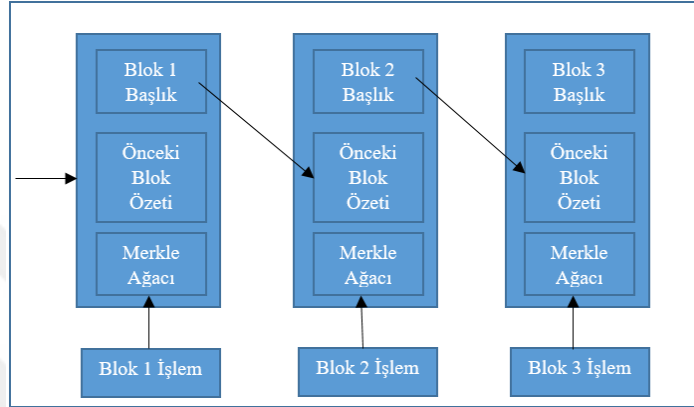 Blok 1
Başlık
Önceki
Blok
Özeti
Merkle
Ağacı
Blok 1 İşlem
Blok 2
Başlık
Önceki
Blok
Özeti
Merkle
Ağacı
Blok 2 İşlem
Blok 3
Başlık
Önceki
Blok
Özeti
Merkle
Ağacı
Blok 3 İşlem